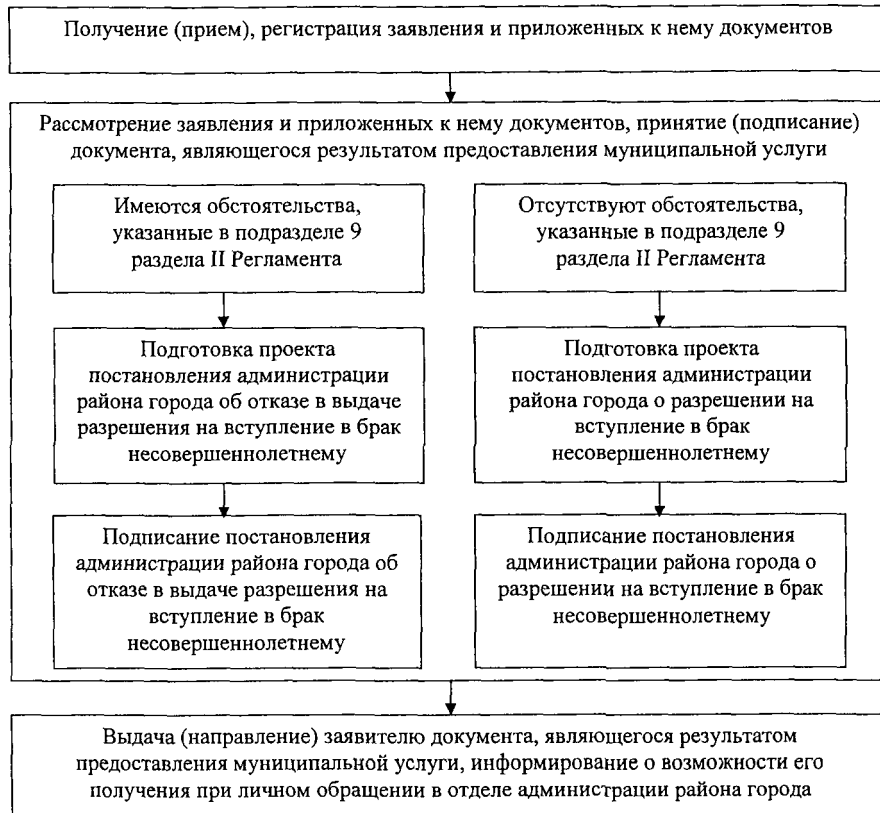 Получение (прием), регистрация заявления и приложенных к нему документов
Рассмотрение заявления и приложенных к нему документов, принятие (подписание)
документа, являющегося результатом предоставления муниципальной услуги
Имеются обстоятельства,
указанные в подразделе 9
раздела II Регламента
Подготовка проекта
постановления администрации
района города об отказе в выдаче
разрешения на вступление в брак
несовершеннолетнему
Подписание постановления
администрации района города об
отказе в выдаче разрешения на
вступление в брак
несовершеннолетнему
Отсутствуют обстоятельства,
указанные в подразделе 9
раздела II Регламента
Подготовка проекта
постановления администрации
района города о разрешении на
вступление в брак
несовершеннолетнему
Подписание постановления
администрации района города о
разрешении на вступление в брак
несовершеннолетнему
Выдача (направление) заявителю документа, являющегося результатом
предоставления муниципальной услуги, информирование о возможности его
получения при личном обращении в отделе администрации района города